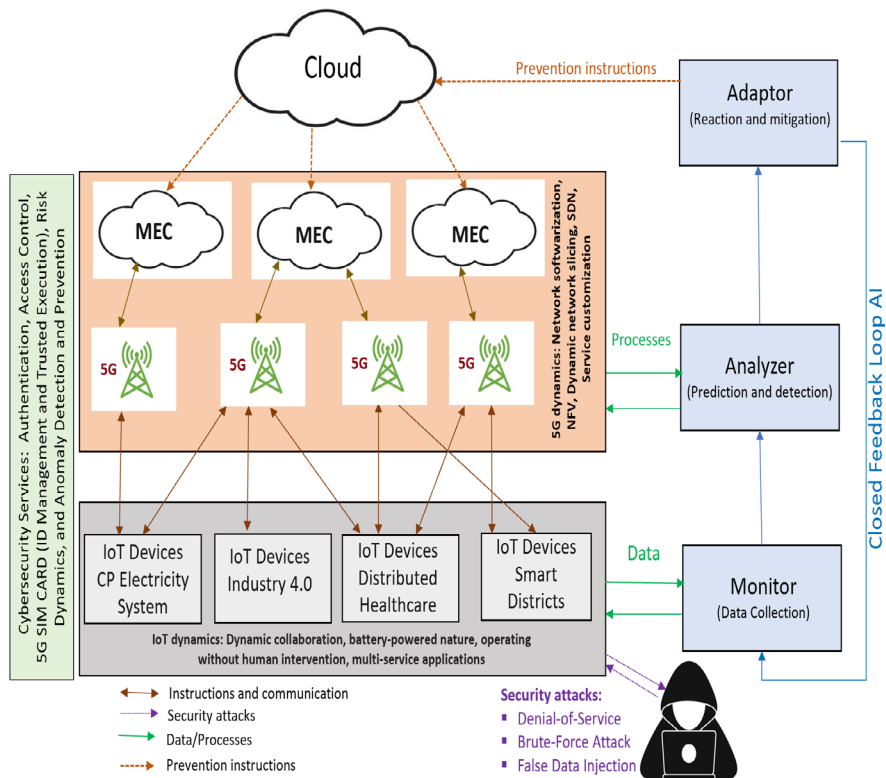 Cloud
Prevention instructions
Adaptor
(Reaction and mitigation)
Cybersecurity Services: Authentication, Access Control,
5G SIM CARD (ID Management and Trusted Execution), Risk
Dynamics, and Anomaly Detection and Prevention
MEC
MEC
MEC
5G
5G
5G
5G
5G dynamics: Network softwarization,
NFV, Dynamic network slicing, SDN,
Service customization
Processes
Analyzer
(Prediction and detection)
Closed Feedback Loop AI
IoT Devices
CP Electricity
System
IoT Devices
Industry 4.0
IoT Devices
Distributed
Healthcare
IoT Devices
Smart
Districts
IoT dynamics: Dynamic collaboration, battery-powered nature, operating
without human intervention, multi-service applications
Data
Monitor
(Data Collection)
Instructions and communication
Security attacks
Data/Processes
Prevention instructions
Security attacks:
▪ Denial-of-Service
▪ Brute-Force Attack
▪ False Data Injection